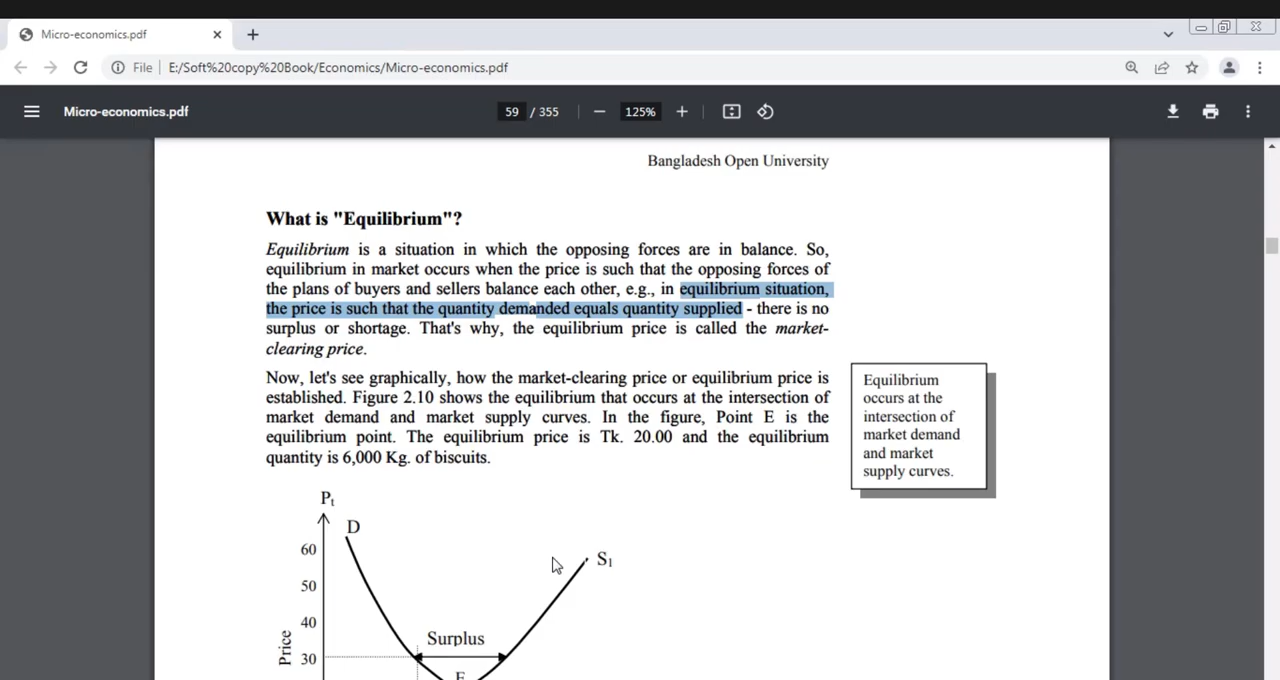 Micro-economics.pdf
File
E:/Soft%20copy%20Book/Economics/Micro-economics.pdf
Micro-economics.pdf
59 / 355
125%
Bangladesh Open University
What is "Equilibrium"?
Equilibrium is a situation in which the opposing forces are in balance. So,
equilibrium in market occurs when the price is such that the opposing forces of
the plans of buyers and sellers balance each other, e.g., in equilibrium situation,
the price is such that the quantity demanded equals quantity supplied - there is no
surplus or shortage. That's why, the equilibrium price is called the market-
clearing price.
Now, let's see graphically, how the market-clearing price or equilibrium price is
established. Figure 2.10 shows the equilibrium that occurs at the intersection of
market demand and market supply curves. In the figure, Point E is the
equilibrium point. The equilibrium price is Tk. 20.00 and the equilibrium
quantity is 6,000 Kg. of biscuits.
Equilibrium
occurs at the
intersection of
market demand
and market
supply curves.
Pt
D
60
S1
50
40
Surplus
Price
30
E